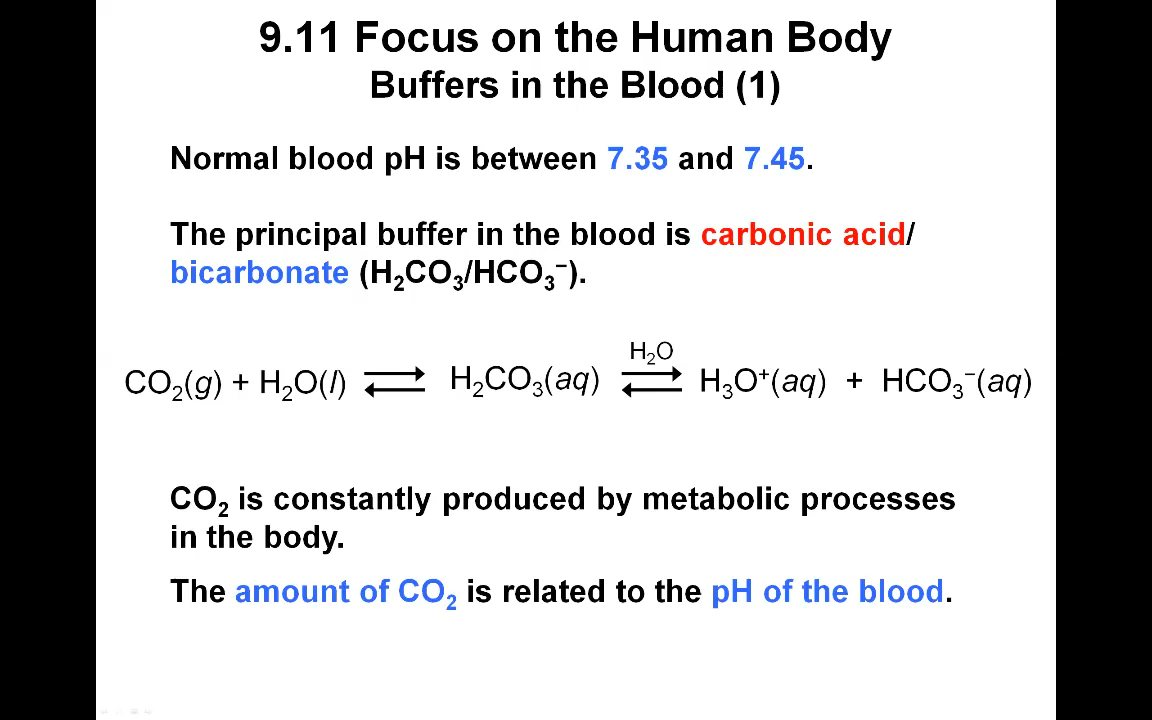 9.11 Focus on the Human Body
Buffers in the Blood (1)
Normal blood pH is between 7.35 and 7.45.
The principal buffer in the blood is carbonic acid/
bicarbonate (H₂CO₃/HCO₃⁻).
H₂O
CO₂(g) + H₂O(l) ⇌ H₂CO₃(aq) ⇌ H₃O⁺(aq) + HCO₃⁻(aq)
CO₂ is constantly produced by metabolic processes
in the body.
The amount of CO₂ is related to the pH of the blood.